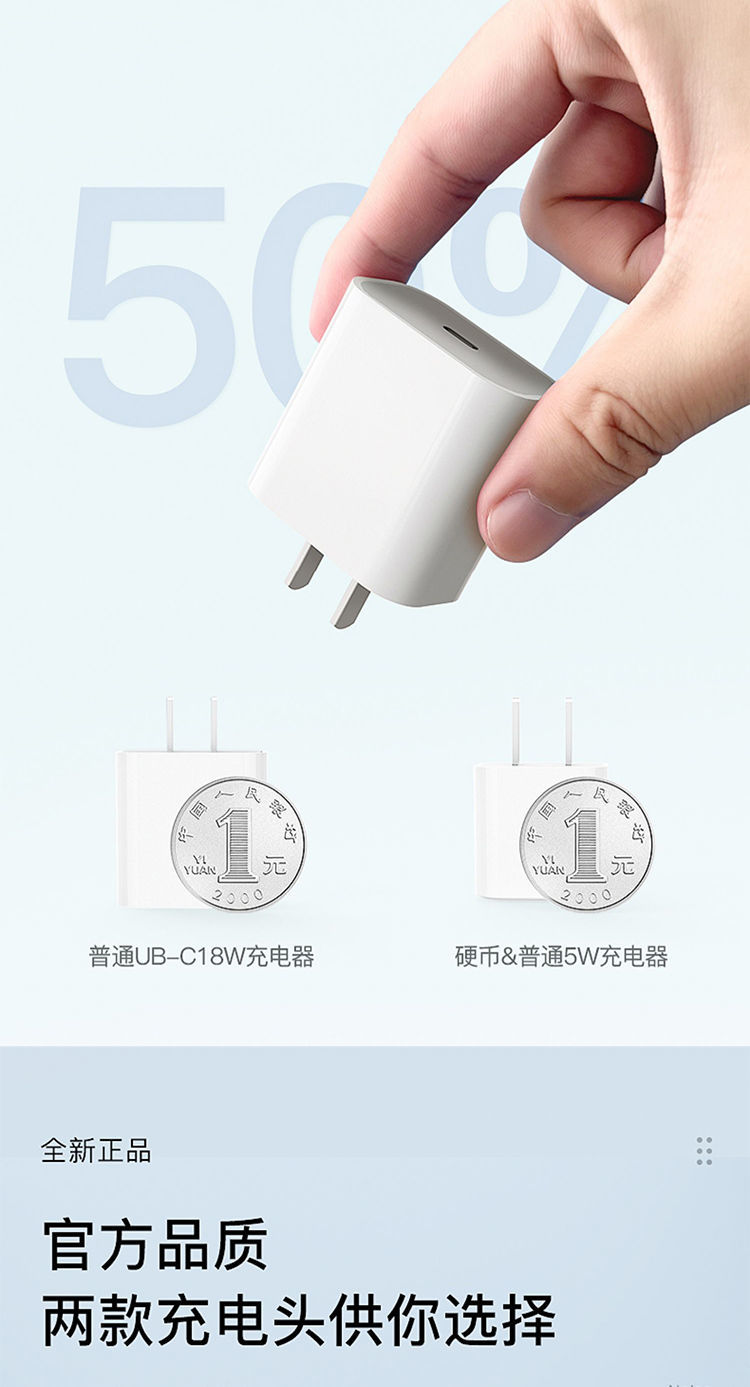 50%
中国人民银行
1
YI
YUAN
元
2000
中国人民银行
1
YI
YUAN
元
2000
普通UB-C18W充电器
硬币&普通5W充电器
全新正品
官方品质
两款充电头供你选择